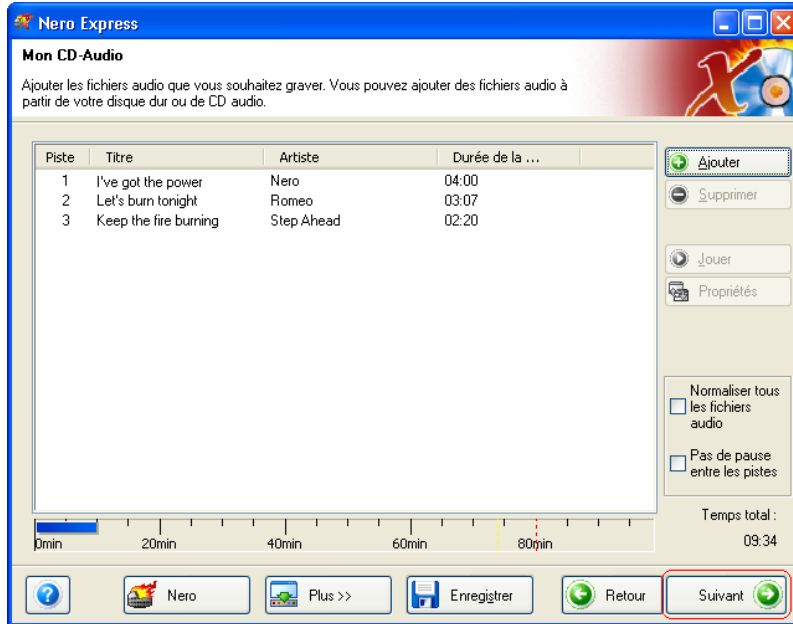 Nero Express
Mon CD-Audio
Ajouter les fichiers audio que vous souhaitez graver. Vous pouvez ajouter des fichiers audio à
partir de votre disque dur ou de CD audio.
Piste Titre Artiste Durée de la ...
1 I've got the power Nero 04:00
2 Let's burn tonight Romeo 03:07
3 Keep the fire burning Step Ahead 02:20
Ajouter
Supprimer
Jouer
Propriétés
Normaliser tous
les fichiers
audio
Pas de pause
entre les pistes
Temps total :
09:34
0min 20min 40min 60min 80min
Nero Plus >> Enregistrer Retour Suivant